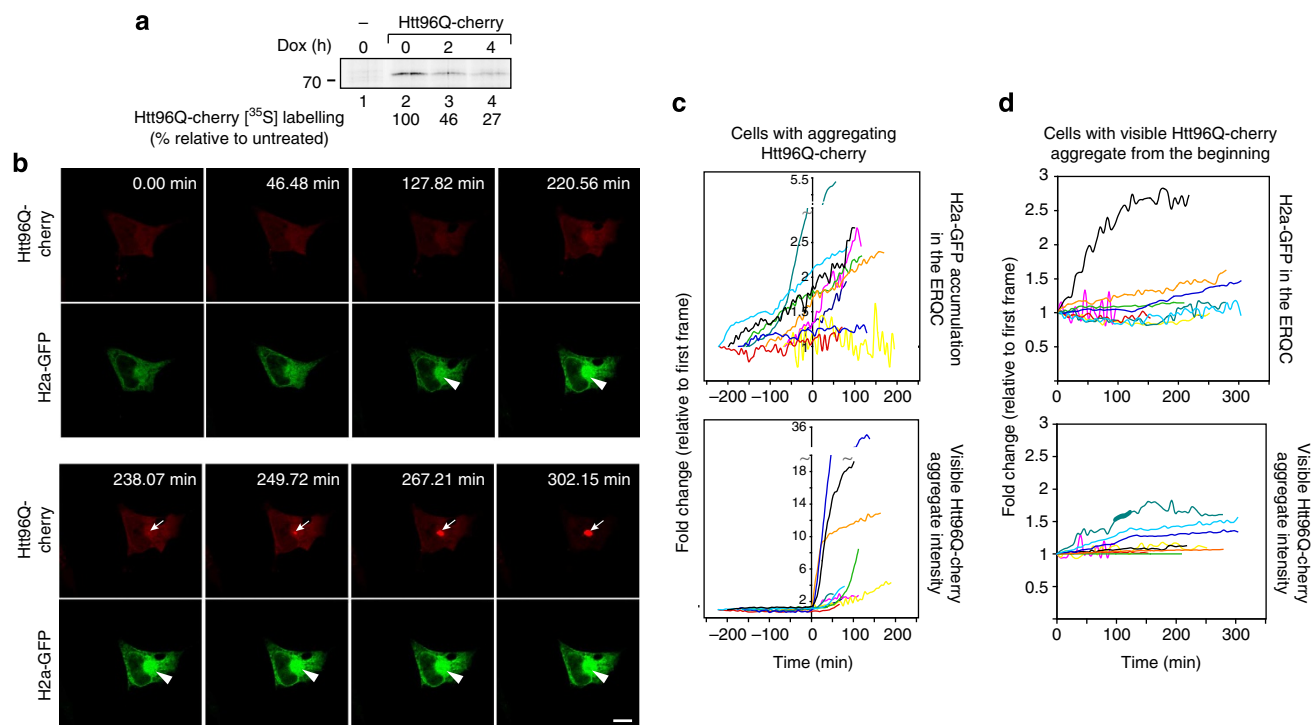 a
– Htt96Q-cherry
Dox (h) 0 0 2 4
70
1 2 3 4
Htt96Q-cherry [³⁵S] labelling 100 46 27
(% relative to untreated)
b
Htt96Q-cherry
0.00 min 46.48 min 127.82 min 220.56 min
H2a-GFP
Htt96Q-cherry
238.07 min 249.72 min 267.21 min 302.15 min
H2a-GFP
c
Cells with aggregating
Htt96Q-cherry
Fold change (relative to first frame)
5.5
2.5
2
1
–200 –100 0 100 200
H2a-GFP accumulation
in the ERQC
36
18
14
10
6
2
–200 –100 0 100 200
Visible Htt96Q-cherry
aggregate intensity
Time (min)
d
Cells with visible Htt96Q-cherry
aggregate from the beginning
Fold change (relative to first frame)
3
2.5
2
1.5
1
0.5
0 100 200 300
H2a-GFP in the ERQC
3
2
1.5
1
0.5
0 100 200 300
Visible Htt96Q-cherry
aggregate intensity
Time (min)